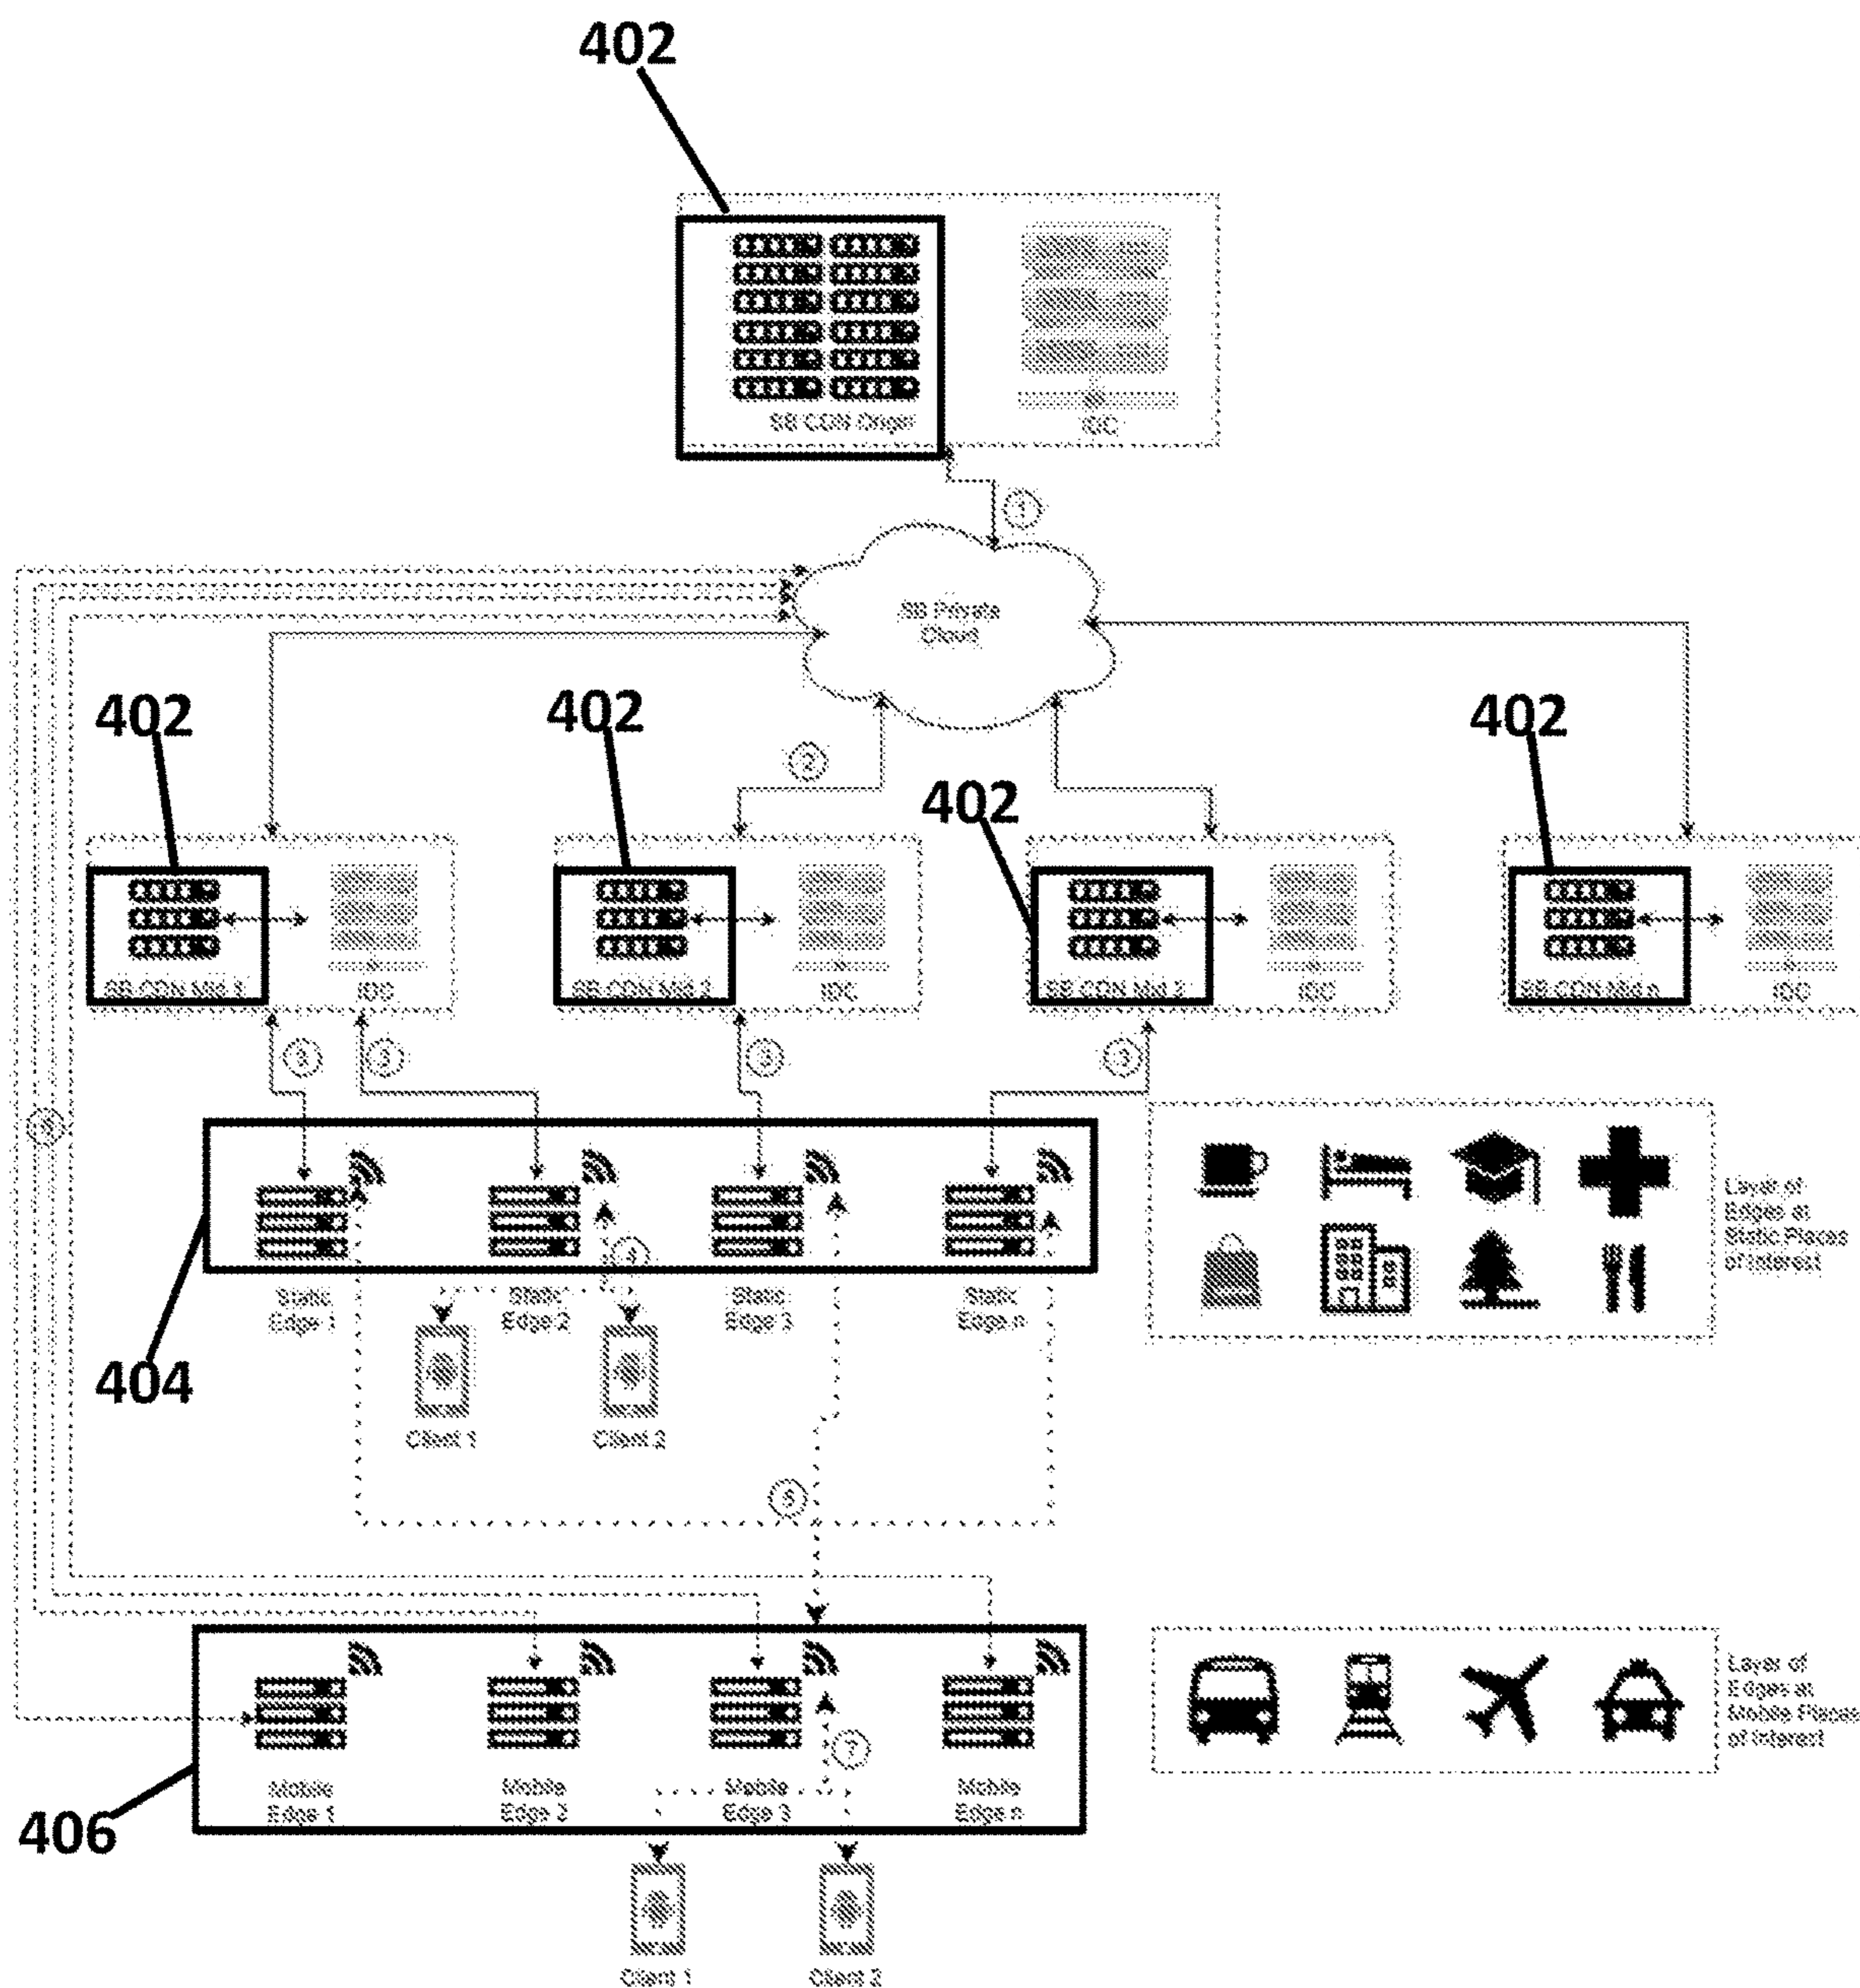 402
SB CDN Origin
IDC
1
SB Private
Cloud
402
402
402
402
2
SB CDN Mid 1
IDC
SB CDN Mid 2
IDC
SB CDN Mid 3
IDC
SB CDN Mid n
IDC
3
3
3
3
Layer of
Edges at
Static Places
of Interest
4
Static
Edge 1
Static
Edge 2
Static
Edge 3
Static
Edge n
404
Client 1
Client 2
Layer of
Edges at
Mobile Places
of Interest
7
Mobile
Edge 1
Mobile
Edge 2
Mobile
Edge 3
Mobile
Edge n
406
Client 1
Client 2